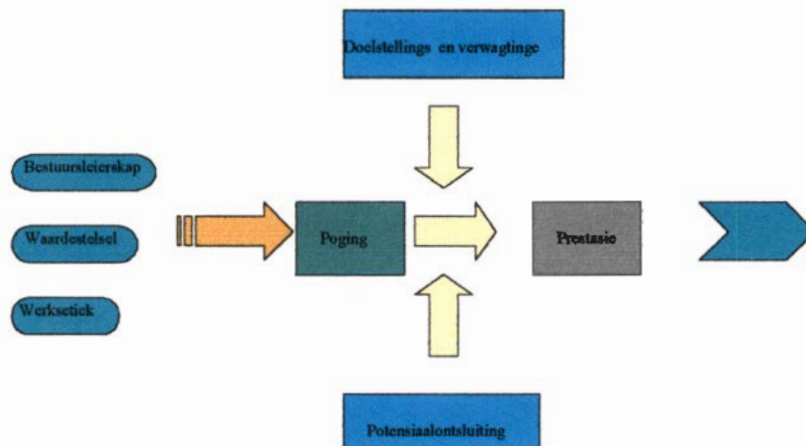 Doelstellings en verwagtinge
Bestuursleierskap
Waardestelsel
Poging
Prestasie
Werksetiek
Potensiaalontsluiting